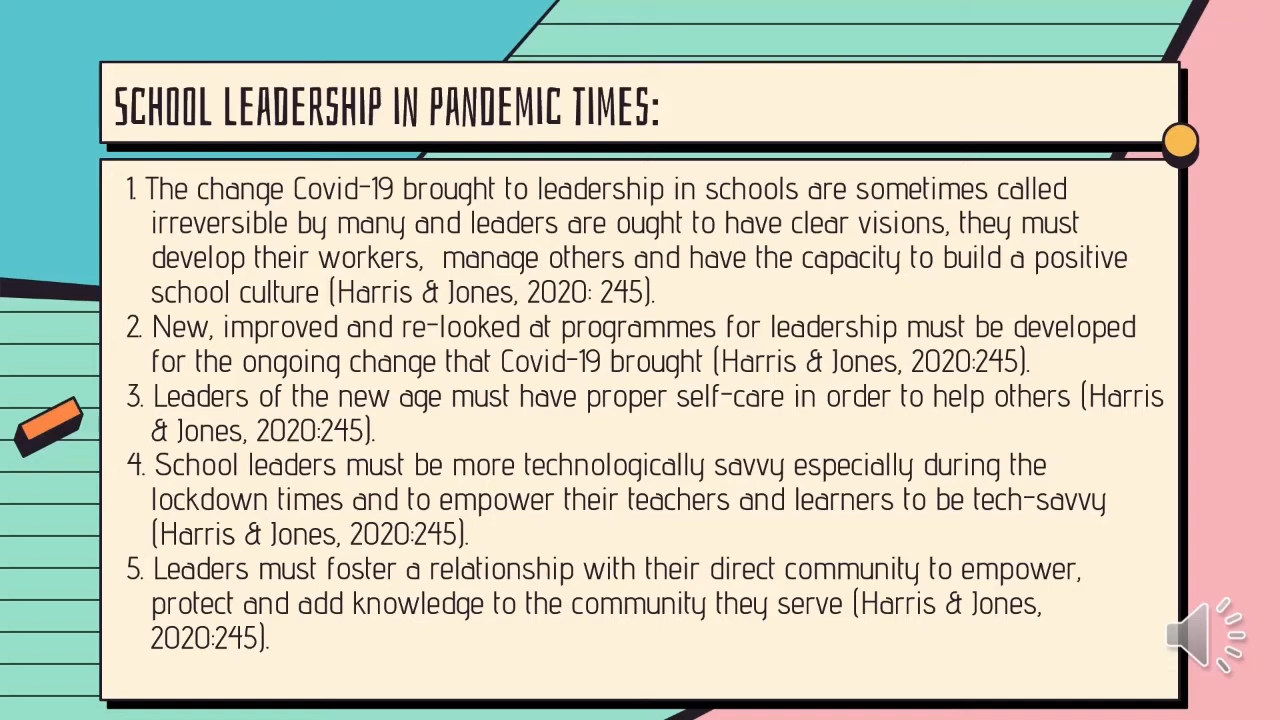 SCHOOL LEADERSHIP IN PANDEMIC TIMES:
1. The change Covid-19 brought to leadership in schools are sometimes called
irreversible by many and leaders are ought to have clear visions, they must
develop their workers,  manage others and have the capacity to build a positive
school culture (Harris & Jones, 2020: 245).
2. New, improved and re-looked at programmes for leadership must be developed
for the ongoing change that Covid-19 brought (Harris & Jones, 2020:245).
3. Leaders of the new age must have proper self-care in order to help others (Harris
& Jones, 2020:245).
4. School leaders must be more technologically savvy especially during the
lockdown times and to empower their teachers and learners to be tech-savvy
(Harris & Jones, 2020:245).
5. Leaders must foster a relationship with their direct community to empower,
protect and add knowledge to the community they serve (Harris & Jones,
2020:245).